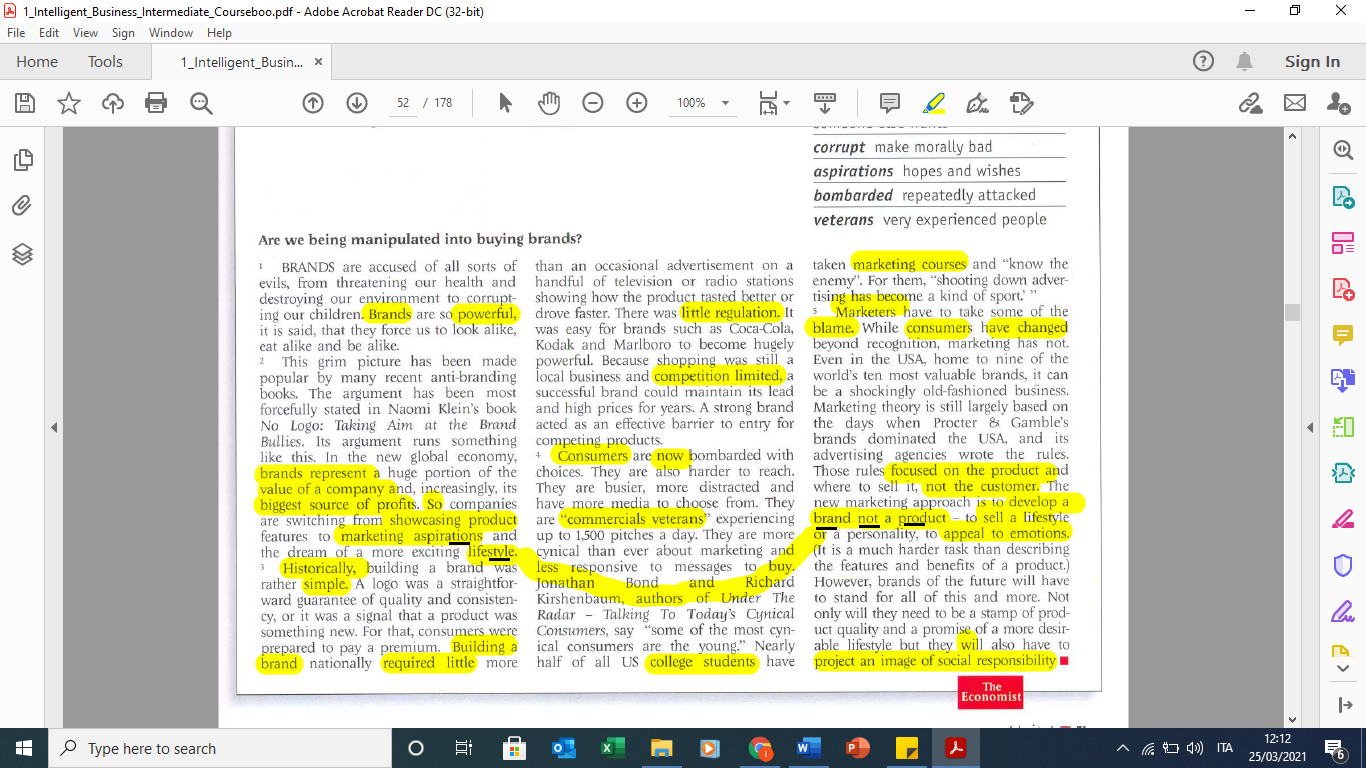 1_Intelligent_Business_Intermediate_Courseboo.pdf - Adobe Acrobat Reader DC (32-bit)
File Edit View Sign Window Help
Home Tools 1_Intelligent_Busin... × Sign In
52 / 178 100%
corrupt make morally bad
aspirations hopes and wishes
bombarded repeatedly attacked
veterans very experienced people
Are we being manipulated into buying brands?
1 BRANDS are accused of all sorts of
evils, from threatening our health and
destroying our environment to corrupt-
ing our children. Brands are so powerful,
it is said, that they force us to look alike,
eat alike and be alike.
2 This grim picture has been made
popular by many recent anti-branding
books. The argument has been most
forcefully stated in Naomi Klein's book
No Logo: Taking Aim at the Brand
Bullies. Its argument runs something
like this. In the new global economy,
brands represent a huge portion of the
value of a company and, increasingly, its
biggest source of profits. So companies
are switching from showcasing product
features to marketing aspirations and
the dream of a more exciting lifestyle.
3 Historically, building a brand was
rather simple. A logo was a straightfor-
ward guarantee of quality and consisten-
cy, or it was a signal that a product was
something new. For that, consumers were
prepared to pay a premium. Building a
brand nationally required little more
than an occasional advertisement on a
handful of television or radio stations
showing how the product tasted better or
drove faster. There was little regulation. It
was easy for brands such as Coca-Cola,
Kodak and Marlboro to become hugely
powerful. Because shopping was still a
local business and competition limited, a
successful brand could maintain its lead
and high prices for years. A strong brand
acted as an effective barrier to entry for
competing products.
4 Consumers are now bombarded with
choices. They are also harder to reach.
They are busier, more distracted and
have more media to choose from. They
are "commercials veterans" experiencing
up to 1,500 pitches a day. They are more
cynical than ever about marketing and
less responsive to messages to buy.
Jonathan Bond and Richard
Kirshenbaum, authors of Under The
Radar – Talking To Today's Cynical
Consumers, say "some of the most cyn-
ical consumers are the young." Nearly
half of all US college students have
taken marketing courses and "know the
enemy". For them, "shooting down adver-
tising has become a kind of sport.' "
5 Marketers have to take some of the
blame. While consumers have changed
beyond recognition, marketing has not.
Even in the USA, home to nine of the
world's ten most valuable brands, it can
be a shockingly old-fashioned business.
Marketing theory is still largely based on
the days when Procter & Gamble's
brands dominated the USA, and its
advertising agencies wrote the rules.
Those rules focused on the product and
where to sell it, not the customer. The
new marketing approach is to develop a
brand not a product – to sell a lifestyle
or a personality, to appeal to emotions.
(It is a much harder task than describing
the features and benefits of a product.)
However, brands of the future will have
to stand for all of this and more. Not
only will they need to be a stamp of prod-
uct quality and a promise of a more desir-
able lifestyle but they will also have to
project an image of social responsibility
The
Economist
Type here to search
ITA
12:12
25/03/2021
6